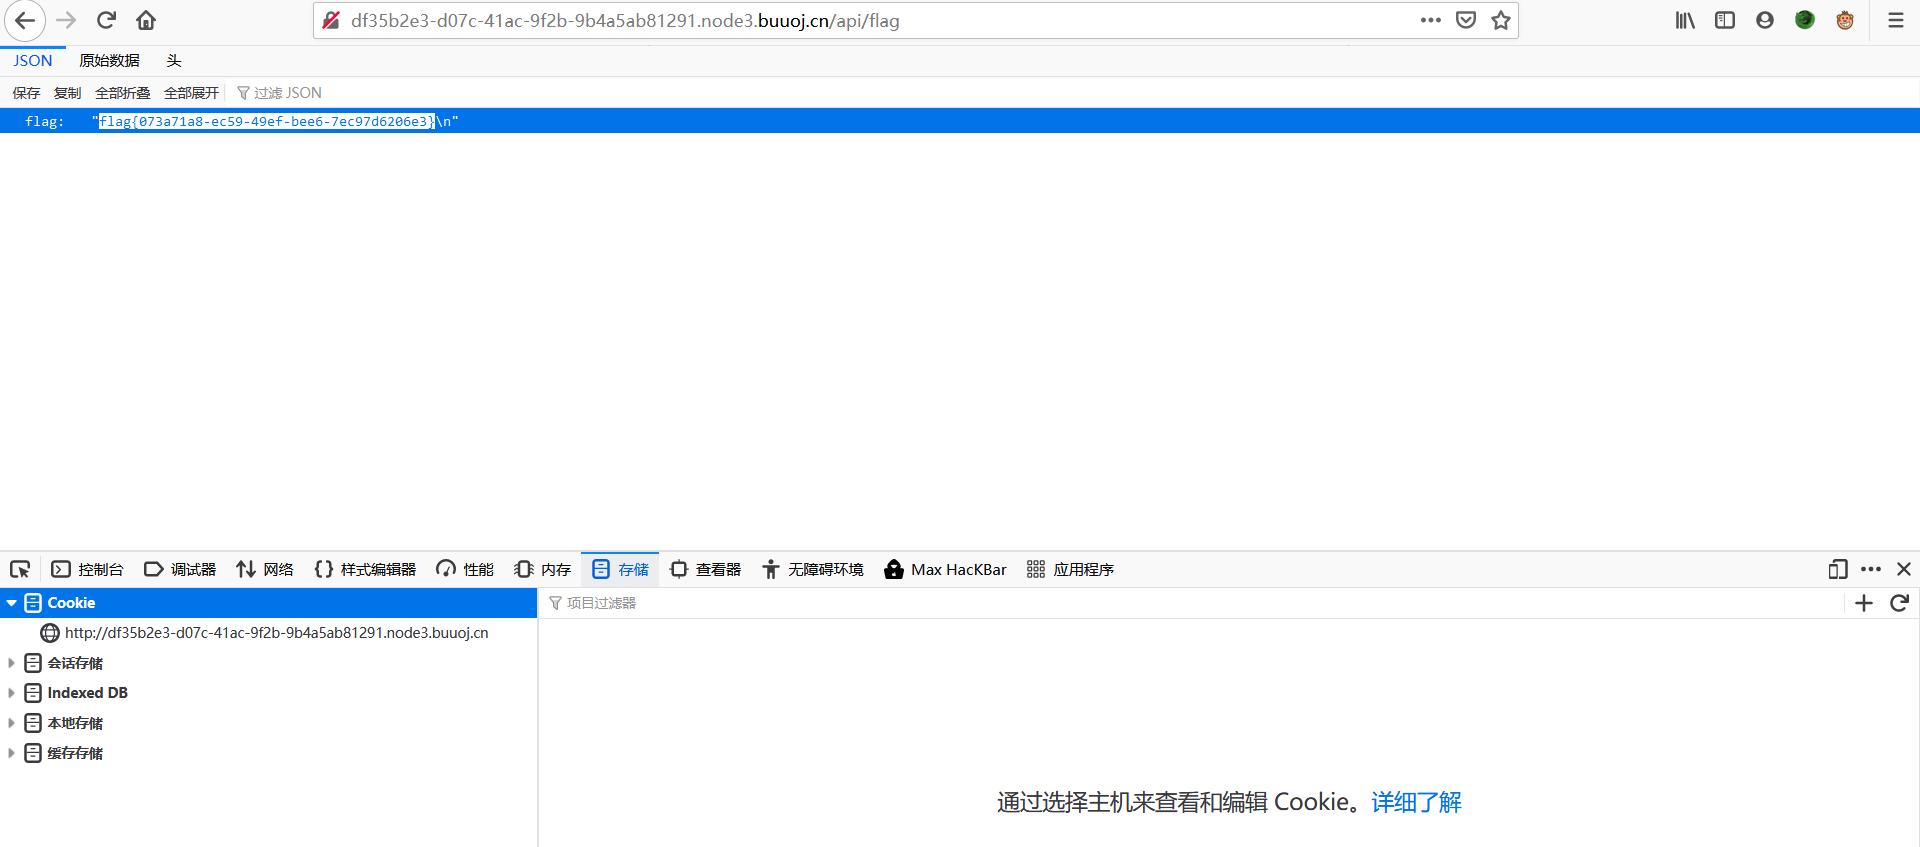 df35b2e3-d07c-41ac-9f2b-9b4a5ab81291.node3.buuoj.cn/api/flag
JSON 原始数据 头
保存 复制 全部折叠 全部展开 过滤 JSON
flag: "flag{073a71a8-ec59-49ef-bee6-7ec97d6206e3}\n"
控制台 调试器 网络 样式编辑器 性能 内存 存储 查看器 无障碍环境 Max HacKBar 应用程序
Cookie 项目过滤器
http://df35b2e3-d07c-41ac-9f2b-9b4a5ab81291.node3.buuoj.cn
会话存储
Indexed DB
本地存储
缓存存储
通过选择主机来查看和编辑 Cookie。详细了解